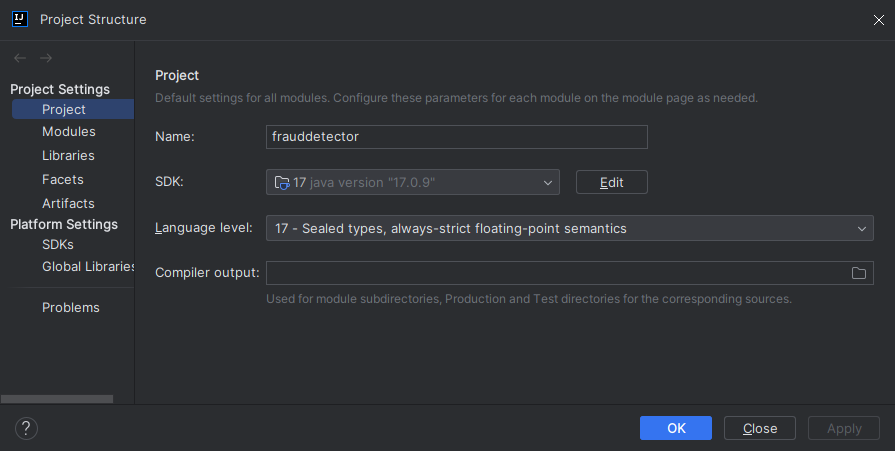 IJ
Project Structure
Project Settings
Project
Modules
Libraries
Facets
Artifacts
Platform Settings
SDKs
Global Libraries
Problems
Project
Default settings for all modules. Configure these parameters for each module on the module page as needed.
Name: frauddetector
SDK: 17 java version "17.0.9" Edit
Language level: 17 - Sealed types, always-strict floating-point semantics
Compiler output:
Used for module subdirectories, Production and Test directories for the corresponding sources.
? OK Close Apply